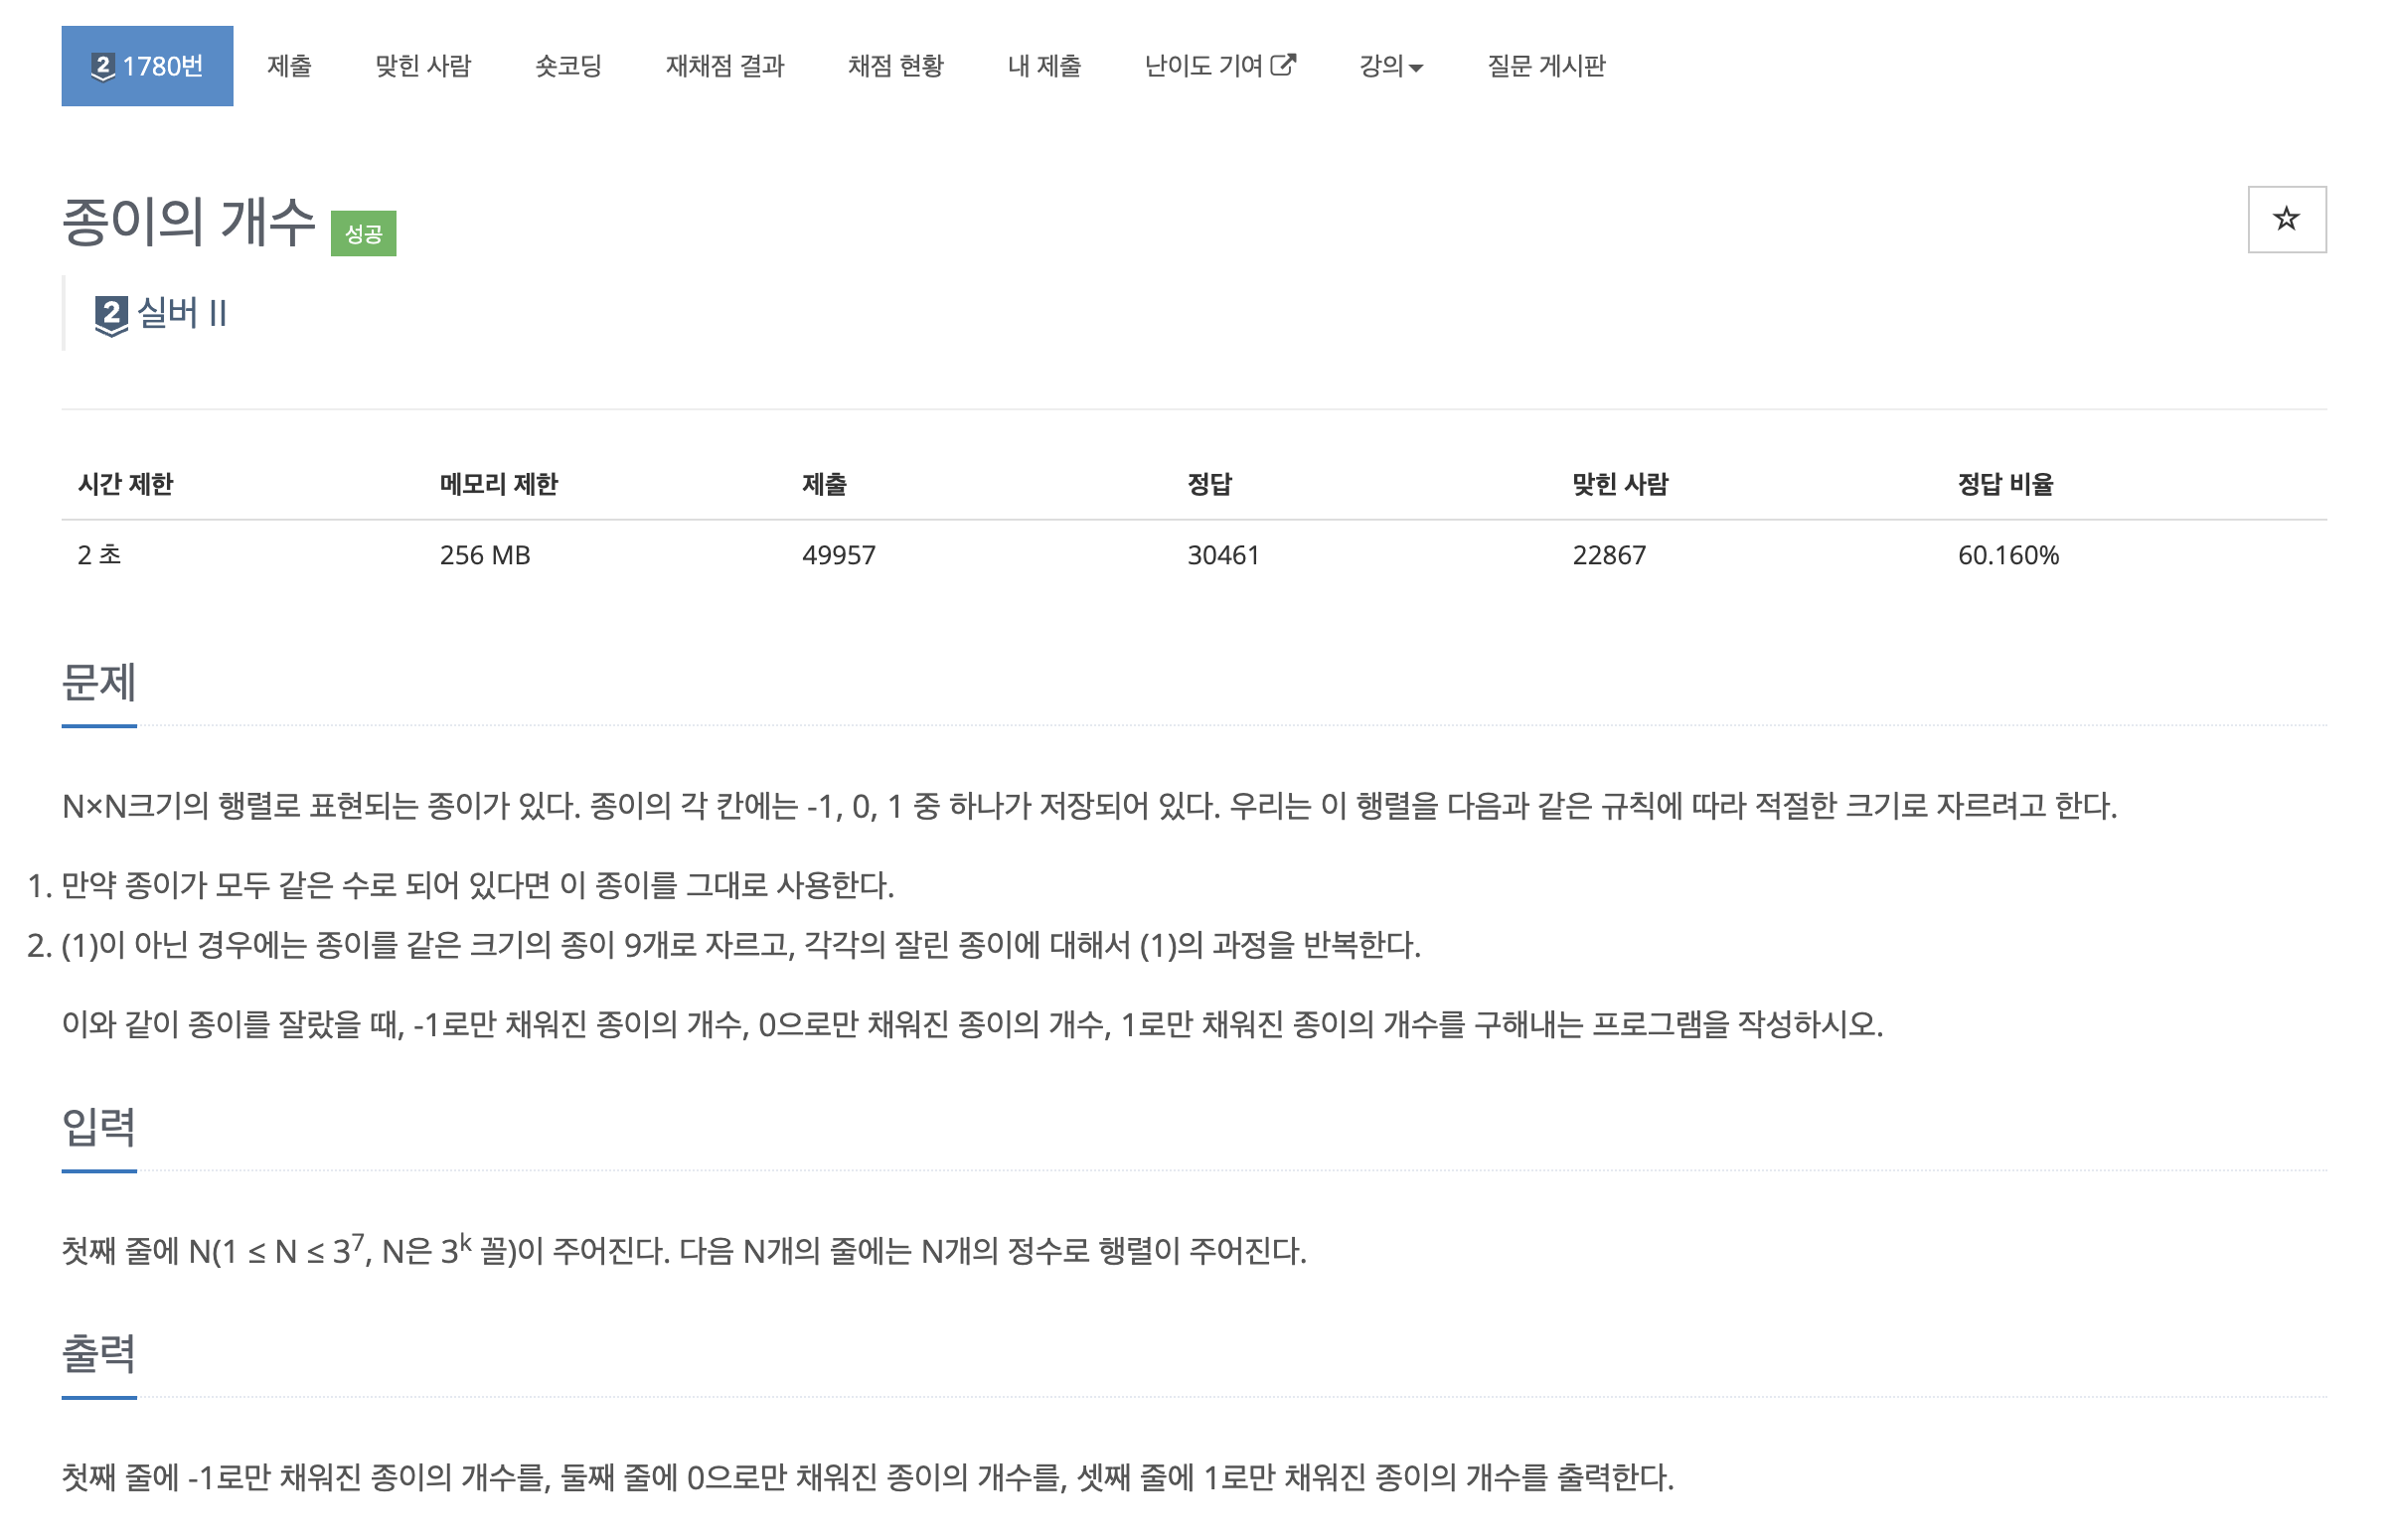 2 1780번 제출 맞힌 사람 숏코딩 재채점 결과 채점 현황 내 제출 난이도 기여 강의 질문 게시판
종이의 개수 성공
2 실버 II
시간 제한 메모리 제한 제출 정답 맞힌 사람 정답 비율
2 초 256 MB 49957 30461 22867 60.160%
문제
N×N크기의 행렬로 표현되는 종이가 있다. 종이의 각 칸에는 -1, 0, 1 중 하나가 저장되어 있다. 우리는 이 행렬을 다음과 같은 규칙에 따라 적절한 크기로 자르려고 한다.
1. 만약 종이가 모두 같은 수로 되어 있다면 이 종이를 그대로 사용한다.
2. (1)이 아닌 경우에는 종이를 같은 크기의 종이 9개로 자르고, 각각의 잘린 종이에 대해서 (1)의 과정을 반복한다.
이와 같이 종이를 잘랐을 때, -1로만 채워진 종이의 개수, 0으로만 채워진 종이의 개수, 1로만 채워진 종이의 개수를 구해내는 프로그램을 작성하시오.
입력
첫째 줄에 N(1 ≤ N ≤ 3⁷, N은 3ᵏ 꼴)이 주어진다. 다음 N개의 줄에는 N개의 정수로 행렬이 주어진다.
출력
첫째 줄에 -1로만 채워진 종이의 개수를, 둘째 줄에 0으로만 채워진 종이의 개수를, 셋째 줄에 1로만 채워진 종이의 개수를 출력한다.